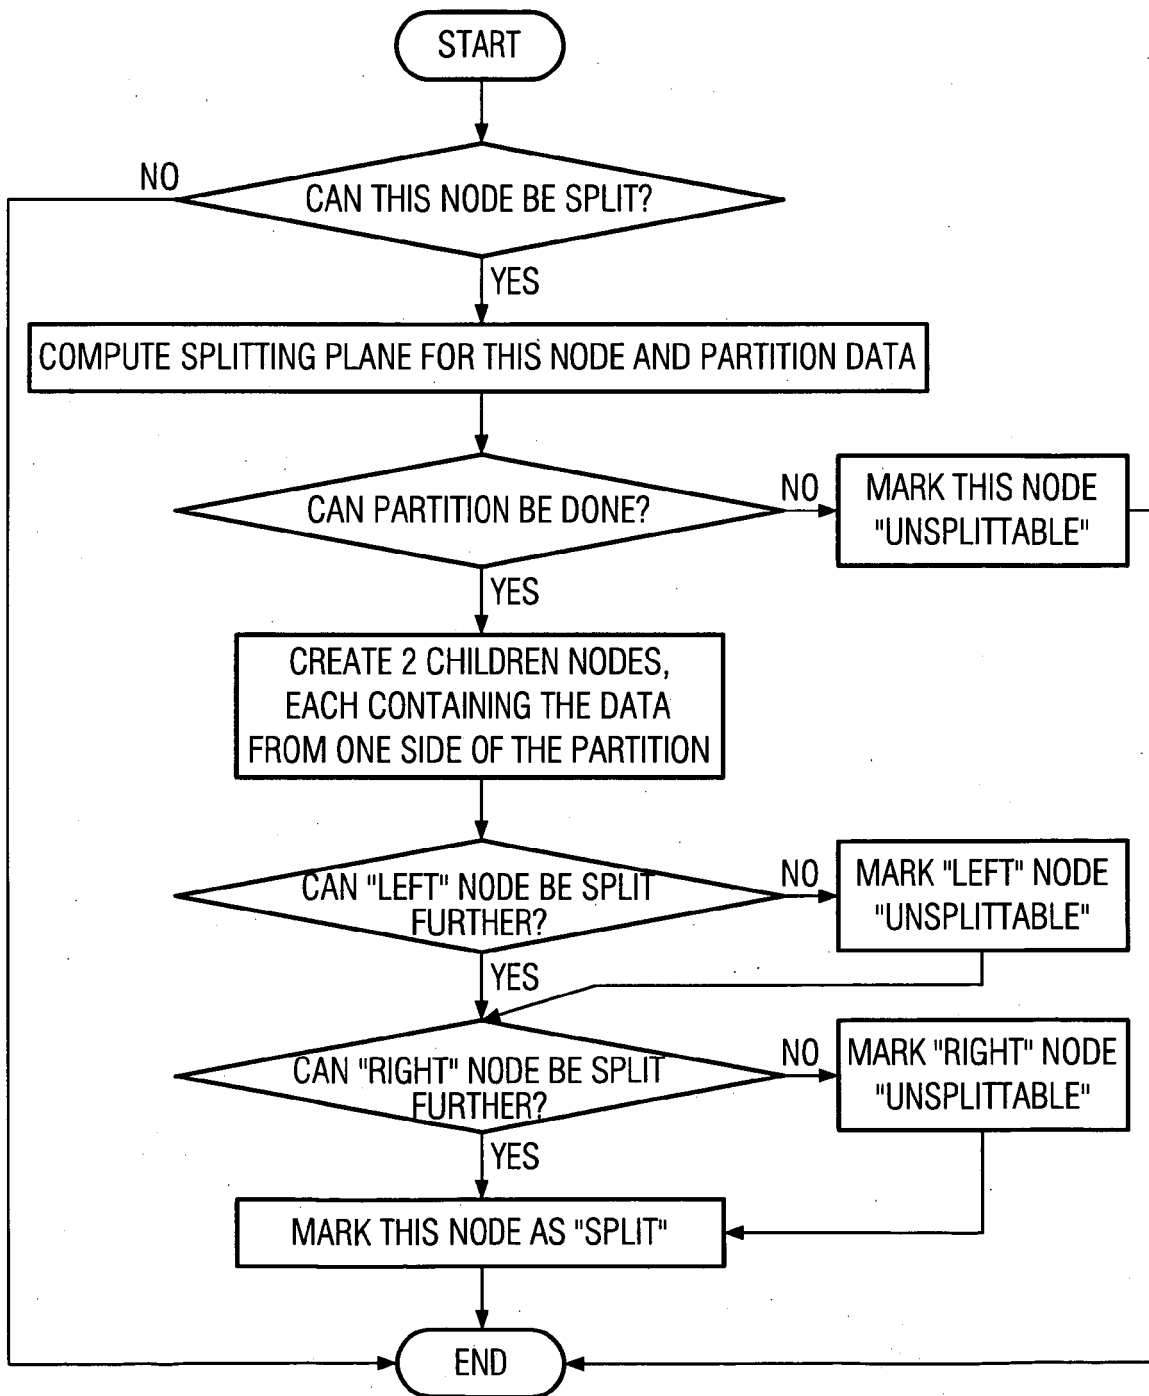 START
NO
CAN THIS NODE BE SPLIT?
YES
COMPUTE SPLITTING PLANE FOR THIS NODE AND PARTITION DATA
CAN PARTITION BE DONE?
NO
MARK THIS NODE
"UNSPLITTABLE"
YES
CREATE 2 CHILDREN NODES,
EACH CONTAINING THE DATA
FROM ONE SIDE OF THE PARTITION
CAN "LEFT" NODE BE SPLIT
FURTHER?
NO
MARK "LEFT" NODE
"UNSPLITTABLE"
YES
CAN "RIGHT" NODE BE SPLIT
FURTHER?
NO
MARK "RIGHT" NODE
"UNSPLITTABLE"
YES
MARK THIS NODE AS "SPLIT"
END